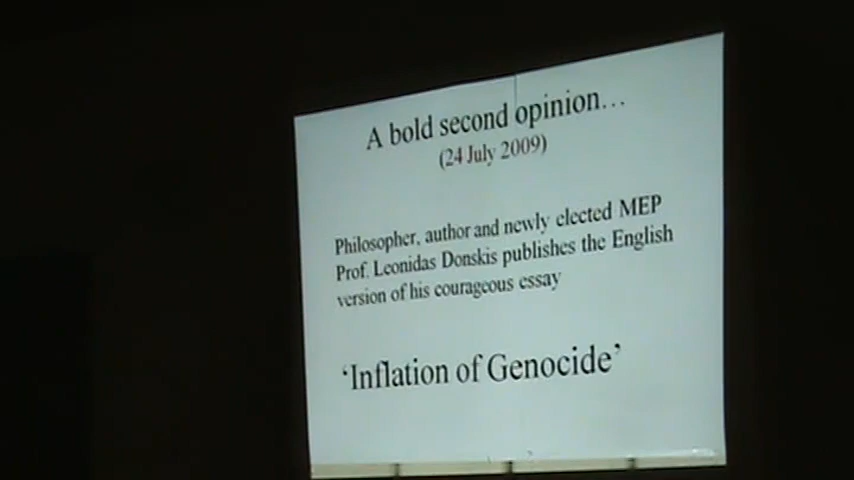 A bold second opinion…
(24 July 2009)
Philosopher, author and newly elected MEP
Prof. Leonidas Donskis publishes the English
version of his courageous essay
‘Inflation of Genocide’